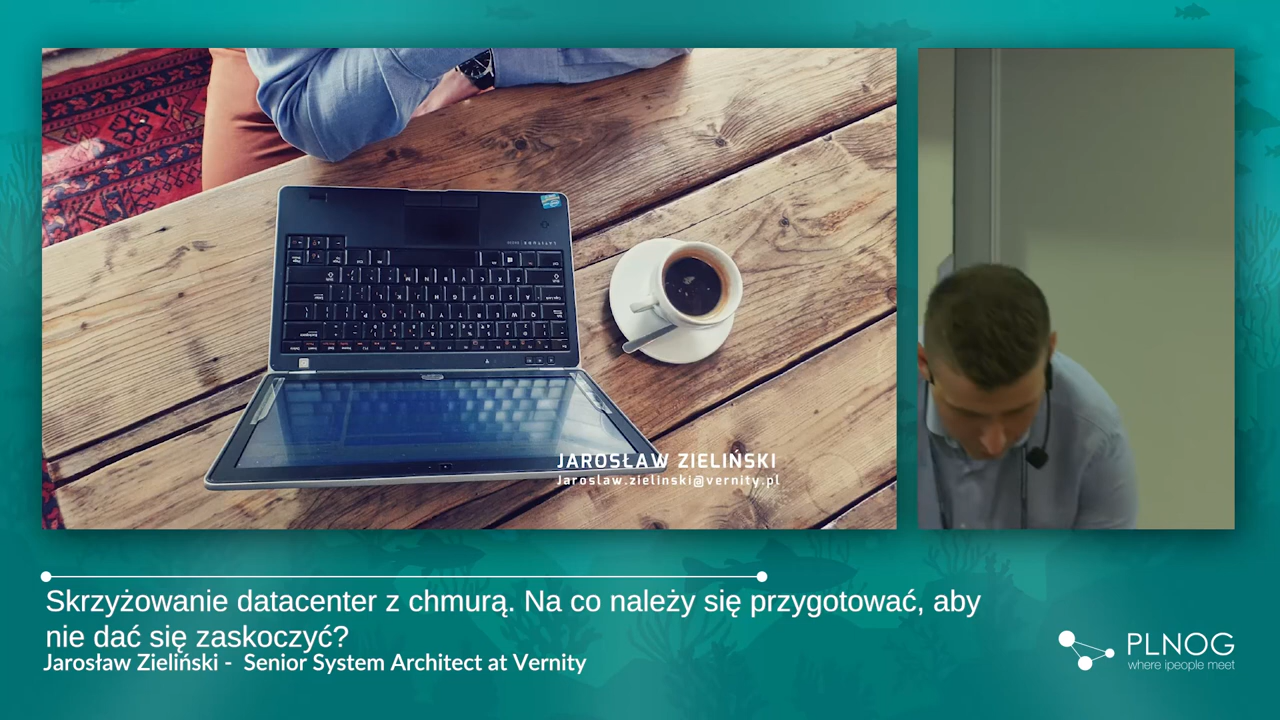 JAROSŁAW ZIELIŃSKI
Jaroslaw.zielinski@vernity.pl
Skrzyżowanie datacenter z chmurą. Na co należy się przygotować, aby
nie dać się zaskoczyć?
Jarosław Zieliński - Senior System Architect at Vernity
PLNOG
where ipeople meet